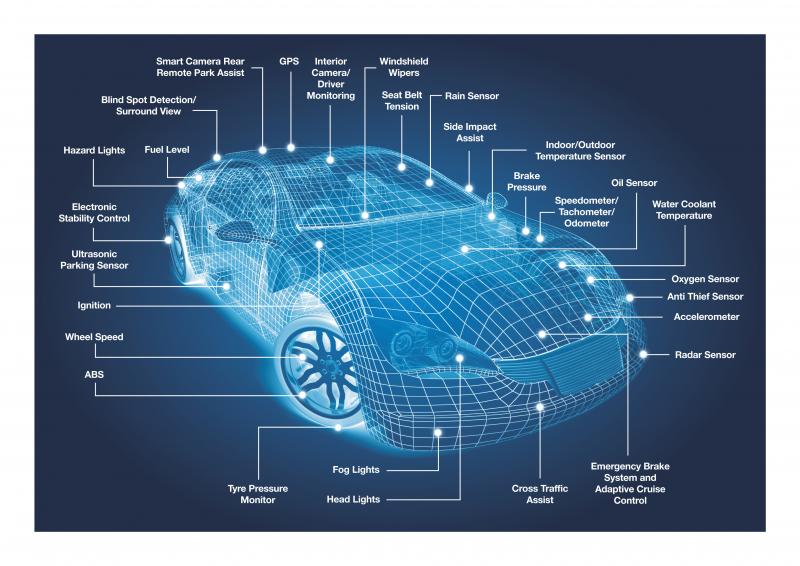 Smart Camera Rear
Remote Park Assist
GPS
Interior
Camera/
Driver
Monitoring
Windshield
Wipers
Seat Belt
Tension
Rain Sensor
Blind Spot Detection/
Surround View
Side Impact
Assist
Hazard Lights
Fuel Level
Indoor/Outdoor
Temperature Sensor
Brake
Pressure
Oil Sensor
Speedometer/
Tachometer/
Odometer
Water Coolant
Temperature
Electronic
Stability Control
Ultrasonic
Parking Sensor
Oxygen Sensor
Anti Thief Sensor
Ignition
Accelerometer
Wheel Speed
Radar Sensor
ABS
Tyre Pressure
Monitor
Fog Lights
Head Lights
Cross Traffic
Assist
Emergency Brake
System and
Adaptive Cruise
Control